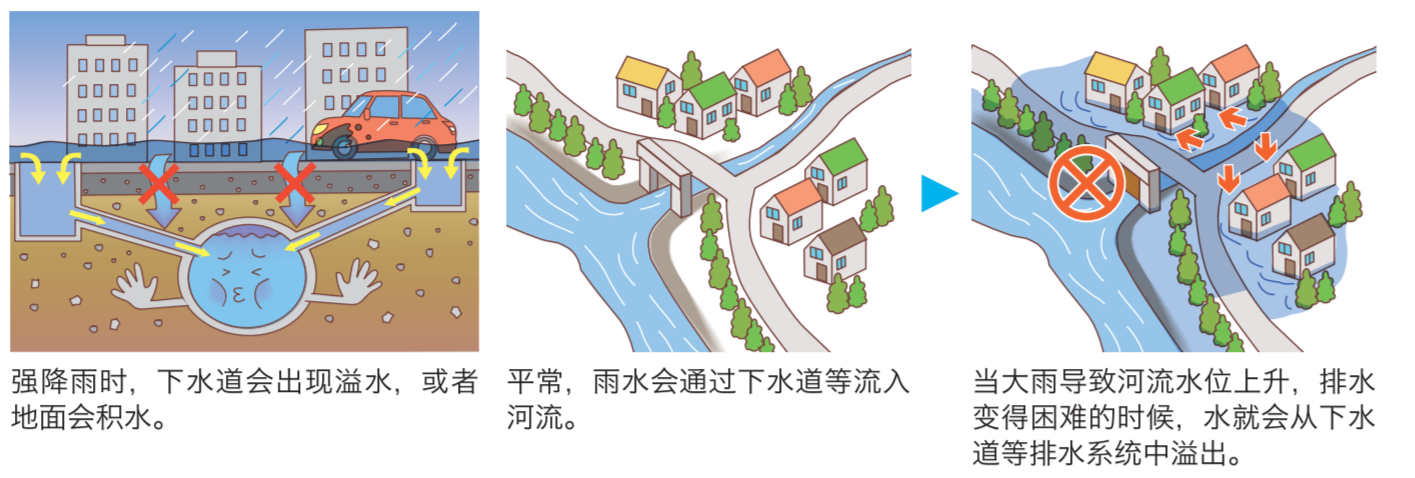 强降雨时，下水道会出现溢水，或者
地面会积水。
平常，雨水会通过下水道等流入
河流。
当大雨导致河流水位上升，排水
变得困难的时候，水就会从下水
道等排水系统中溢出。